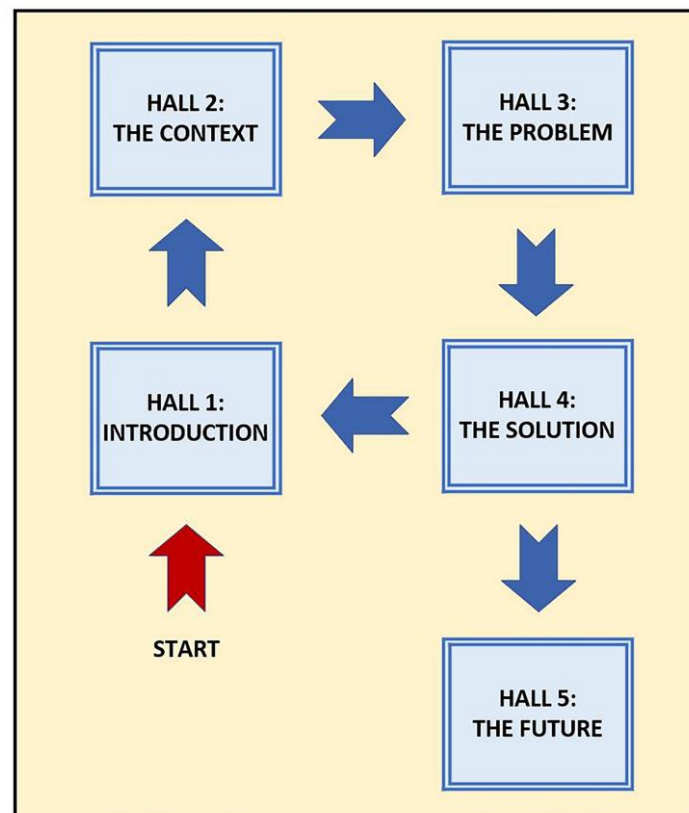 HALL 2:
THE CONTEXT
HALL 3:
THE PROBLEM
HALL 1:
INTRODUCTION
HALL 4:
THE SOLUTION
START
HALL 5:
THE FUTURE